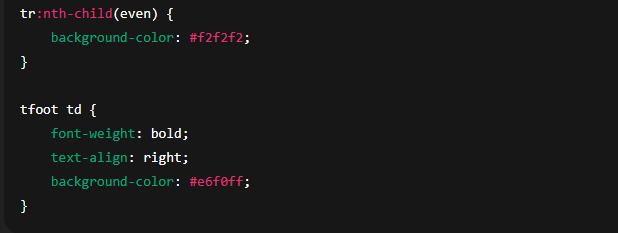 tr:nth-child(even) {
    background-color: #f2f2f2;
}

tfoot td {
    font-weight: bold;
    text-align: right;
    background-color: #e6f0ff;
}